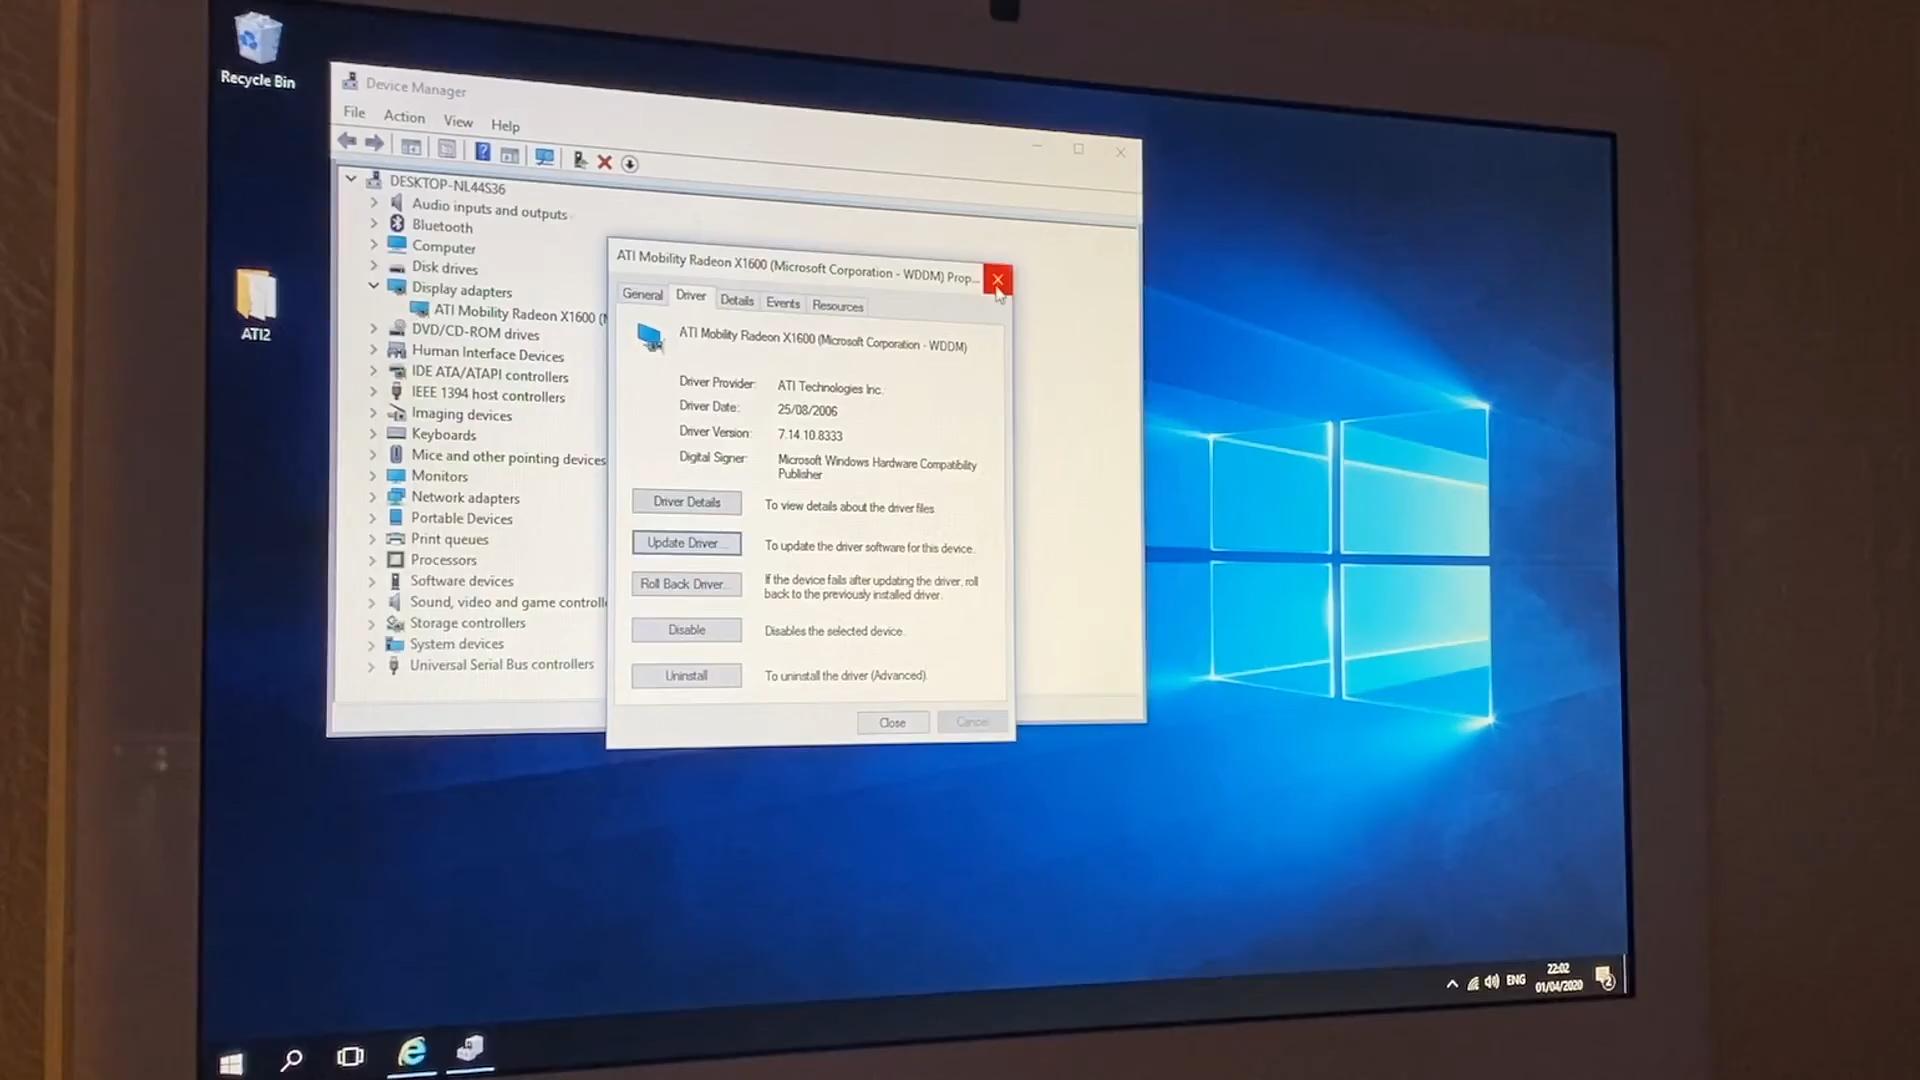 Recycle Bin
Device Manager
File Action View Help
DESKTOP-NL44S36
Audio inputs and outputs
Bluetooth
Computer
Disk drives
Display adapters
ATI Mobility Radeon X1600 (
DVD/CD-ROM drives
Human Interface Devices
IDE ATA/ATAPI controllers
IEEE 1394 host controllers
Imaging devices
Keyboards
Mice and other pointing devices
Monitors
Network adapters
Portable Devices
Print queues
Processors
Software devices
Sound, video and game controll
Storage controllers
System devices
Universal Serial Bus controllers
ATI2
ATI Mobility Radeon X1600 (Microsoft Corporation - WDDM) Prop...
General Driver Details Events Resources
ATI Mobility Radeon X1600 (Microsoft Corporation - WDDM)
Driver Provider: ATI Technologies Inc.
Driver Date: 25/08/2006
Driver Version: 7.14.10.8333
Digital Signer: Microsoft Windows Hardware Compatibility
Publisher
Driver Details To view details about the driver files.
Update Driver... To update the driver software for this device.
Roll Back Driver... If the device fails after updating the driver, roll
back to the previously installed driver.
Disable Disables the selected device.
Uninstall To uninstall the driver (Advanced).
Close Cancel
ENG
22:02
01/04/2020
2